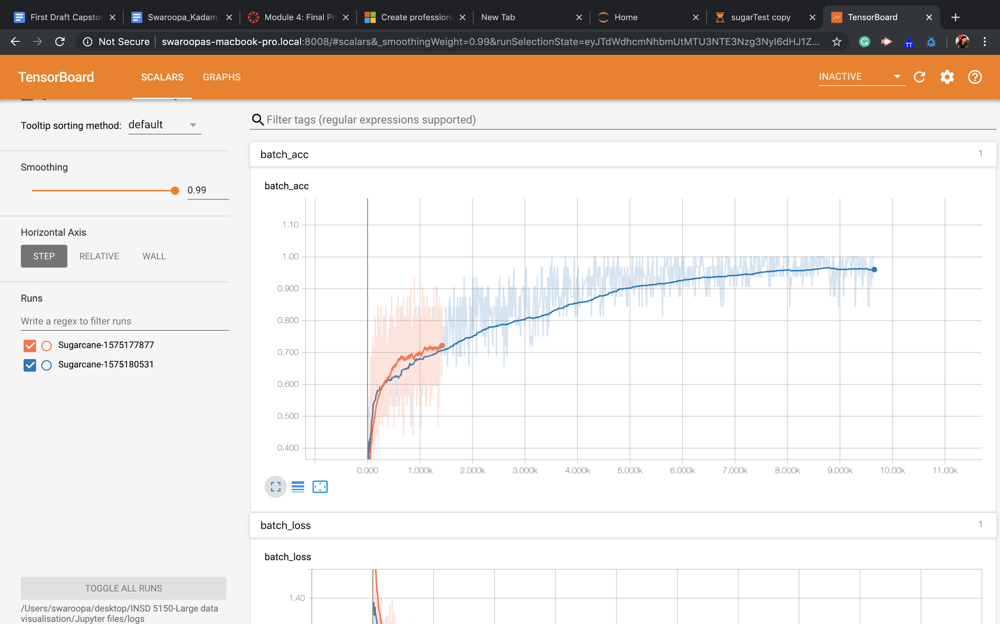 First Draft Capstor
Swaroopa_Kadam_
Module 4: Final Pr
Create professiona
New Tab
Home
sugarTest copy
TensorBoard
Not Secure
swaroopas-macbook-pro.local:8008/#scalars&_smoothingWeight=0.99&runSelectionState=eyJTdWdhcmNhbmUtMTU3NTE3Nzg3NyI6dHJ1Z...
TensorBoard
SCALARS
GRAPHS
INACTIVE
Tooltip sorting method: default
Filter tags (regular expressions supported)
batch_acc
1
Smoothing
0.99
batch_acc
Horizontal Axis
STEP
RELATIVE
WALL
Runs
Write a regex to filter runs
Sugarcane-1575177877
Sugarcane-1575180531
1.10
1.00
0.900
0.800
0.700
0.600
0.500
0.400
0.000
1.000k
2.000k
3.000k
4.000k
5.000k
6.000k
7.000k
8.000k
9.000k
10.00k
11.00k
batch_loss
1
batch_loss
1.40
TOGGLE ALL RUNS
/Users/swaroopa/desktop/INSD 5150-Large data
visualisation/Jupyter files/logs